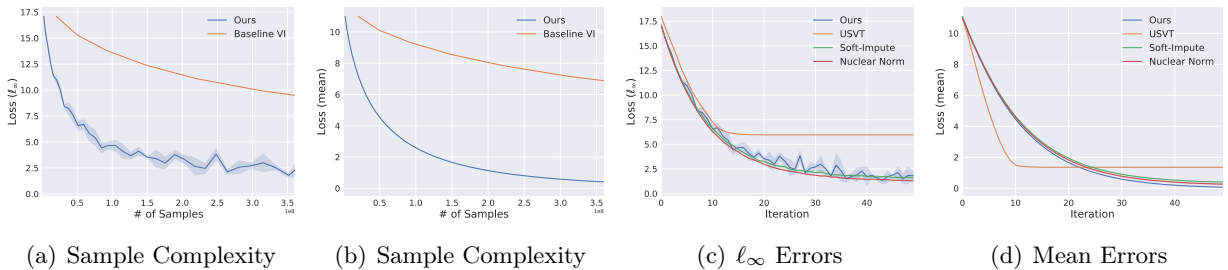 17.5
15.0
12.5
10.0
7.5
5.0
2.5
0.0
Loss (ℓ∞)
Ours
Baseline VI
0.5 1.0 1.5 2.0 2.5 3.0 3.5
1e8
# of Samples
(a) Sample Complexity
10
8
6
4
2
0
Loss (mean)
Ours
Baseline VI
0.5 1.0 1.5 2.0 2.5 3.0 3.5
1e8
# of Samples
(b) Sample Complexity
17.5
15.0
12.5
10.0
7.5
5.0
2.5
0.0
Loss (ℓ∞)
Ours
USVT
Soft-Impute
Nuclear Norm
0 10 20 30 40
Iteration
(c) ℓ∞ Errors
10
8
6
4
2
0
Loss (mean)
Ours
USVT
Soft-Impute
Nuclear Norm
0 10 20 30 40
Iteration
(d) Mean Errors